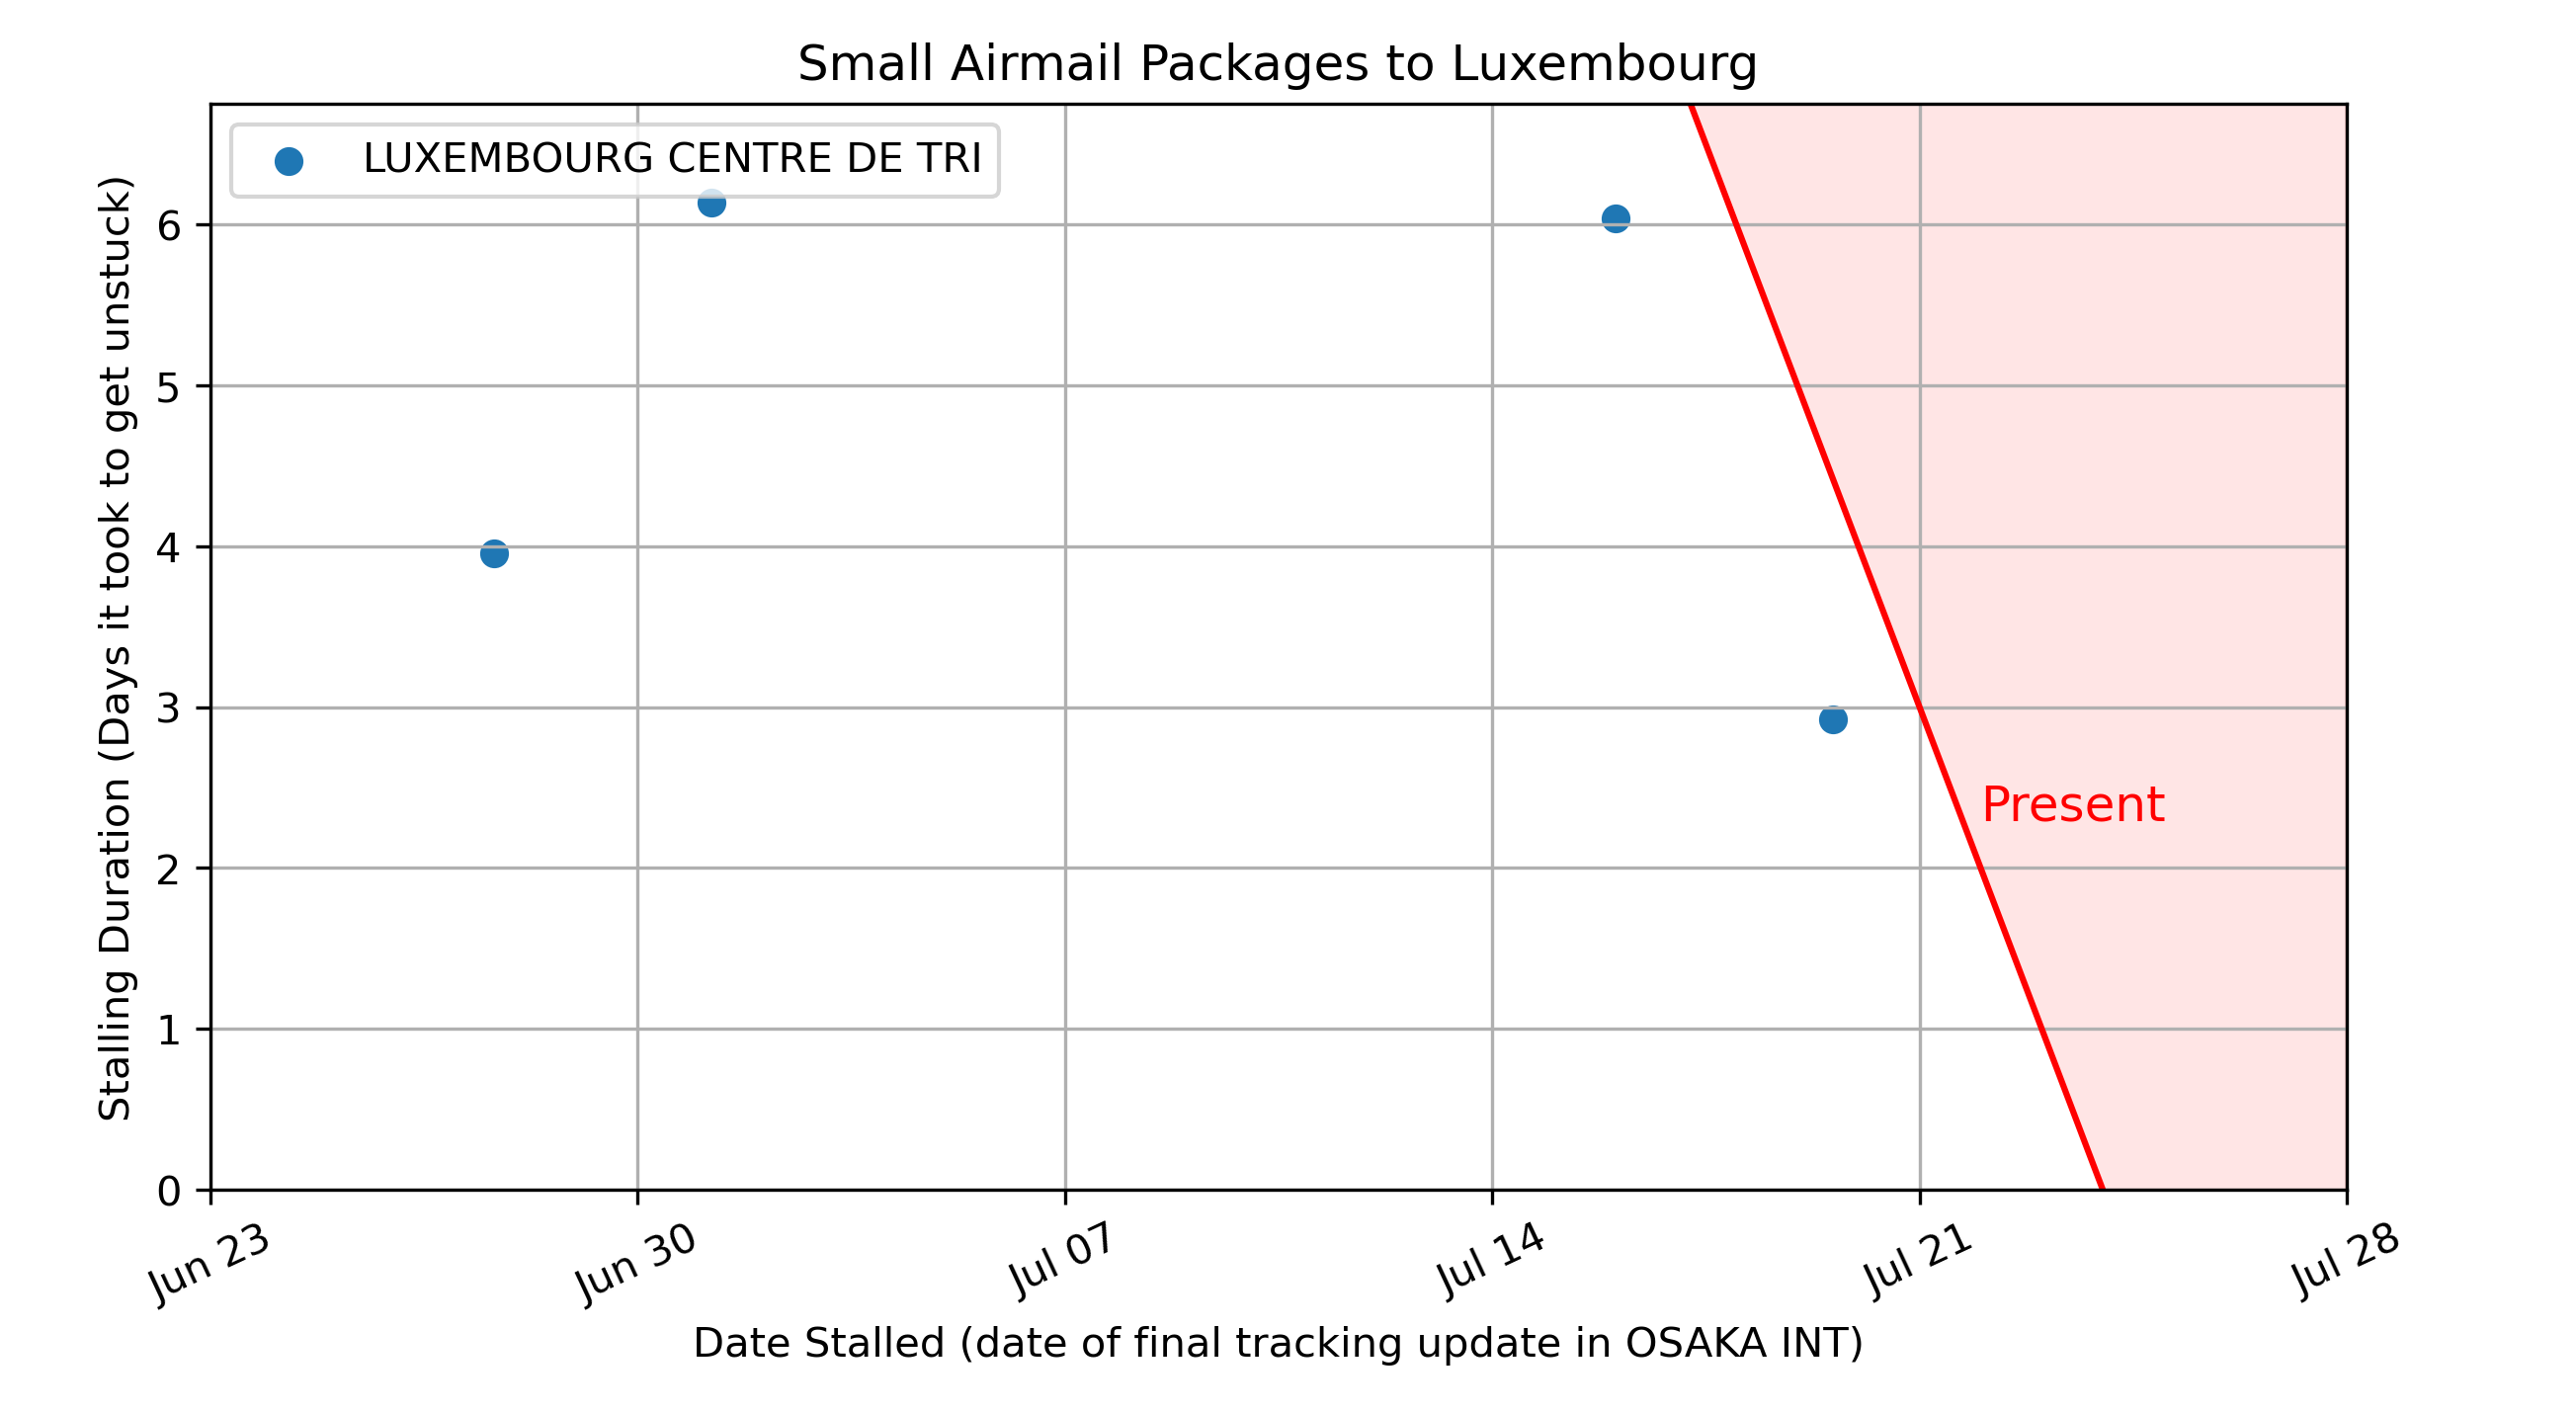 Small Airmail Packages to Luxembourg
LUXEMBOURG CENTRE DE TRI
Stalling Duration (Days it took to get unstuck)
6
5
4
3
2
1
0
Present
Jun 23
Jun 30
Jul 07
Jul 14
Jul 21
Jul 28
Date Stalled (date of final tracking update in OSAKA INT)